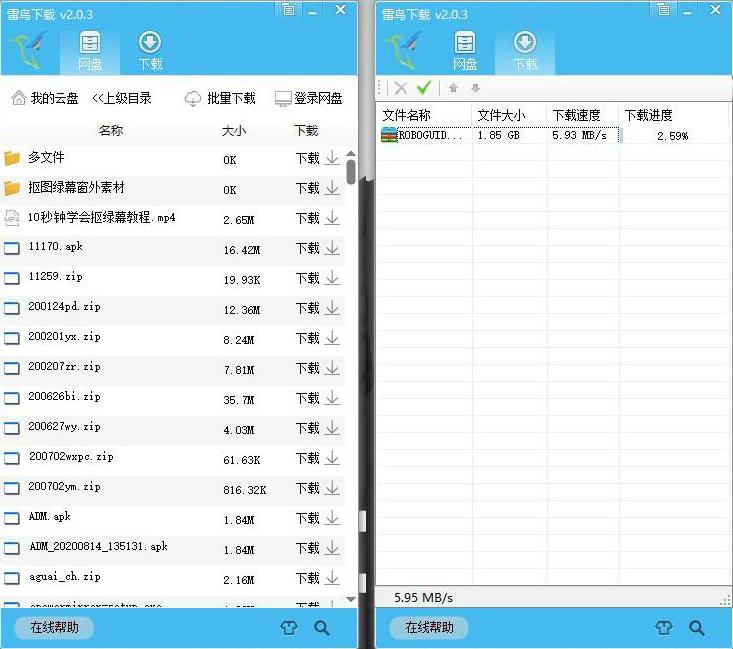 雷鸟下载 v2.0.3
网盘
下载
我的云盘
<<上级目录
批量下载
登录网盘
名称 大小 下载
多文件 0K 下载
抠图绿幕窗外素材 0K 下载
10秒钟学会抠绿幕教程.mp4 2.65M 下载
11170.apk 16.42M 下载
11259.zip 19.93K 下载
200124pd.zip 12.36M 下载
200201yx.zip 8.24M 下载
200207zr.zip 7.81M 下载
200626bi.zip 35.7M 下载
200627wy.zip 4.03M 下载
200702wxpc.zip 61.63K 下载
200702ym.zip 816.32K 下载
ADM.apk 1.84M 下载
ADM_20200814_135131.apk 1.84M 下载
aguai_ch.zip 2.16M 下载
在线帮助
雷鸟下载 v2.0.3
网盘
下载
文件名称 文件大小 下载速度 下载进度
ROBOGUID... 1.85 GB 5.93 MB/s 2.59%
5.95 MB/s
在线帮助